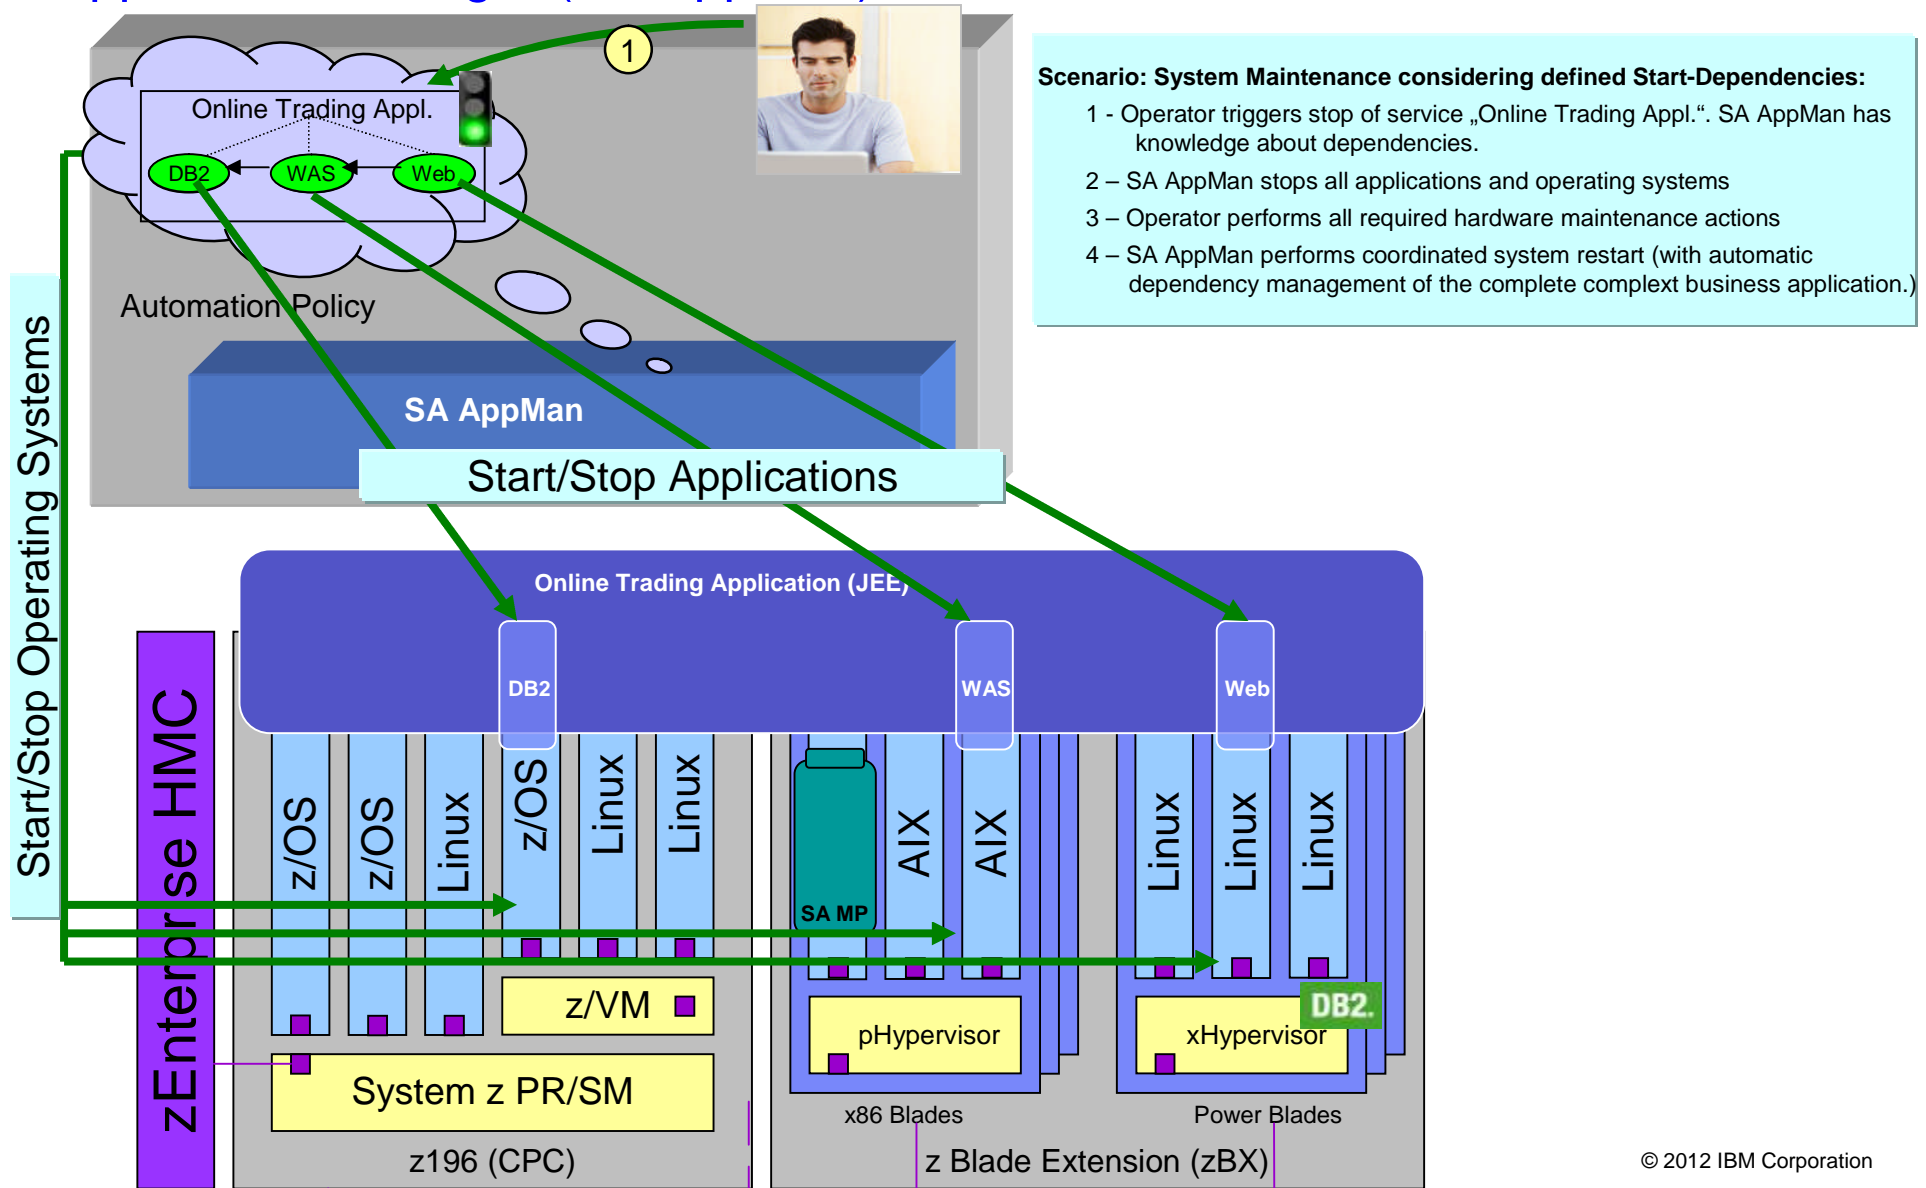 1
Scenario: System Maintenance considering defined Start-Dependencies:
1 - Operator triggers stop of service „Online Trading Appl.“. SA AppMan has
knowledge about dependencies.
2 – SA AppMan stops all applications and operating systems
3 – Operator performs all required hardware maintenance actions
4 – SA AppMan performs coordinated system restart (with automatic
dependency management of the complete complext business application.)
Online Trading Appl.
DB2
WAS
Web
Automation Policy
SA AppMan
Start/Stop Applications
Start/Stop Operating Systems
Online Trading Application (JEE)
DB2
WAS
Web
zEnterprise HMC
z/OS
z/OS
Linux
z/OS
Linux
Linux
SA MP
AIX
AIX
Linux
Linux
Linux
z/VM
DB2.
pHypervisor
xHypervisor
System z PR/SM
x86 Blades
Power Blades
z196 (CPC)
z Blade Extension (zBX)
© 2012 IBM Corporation